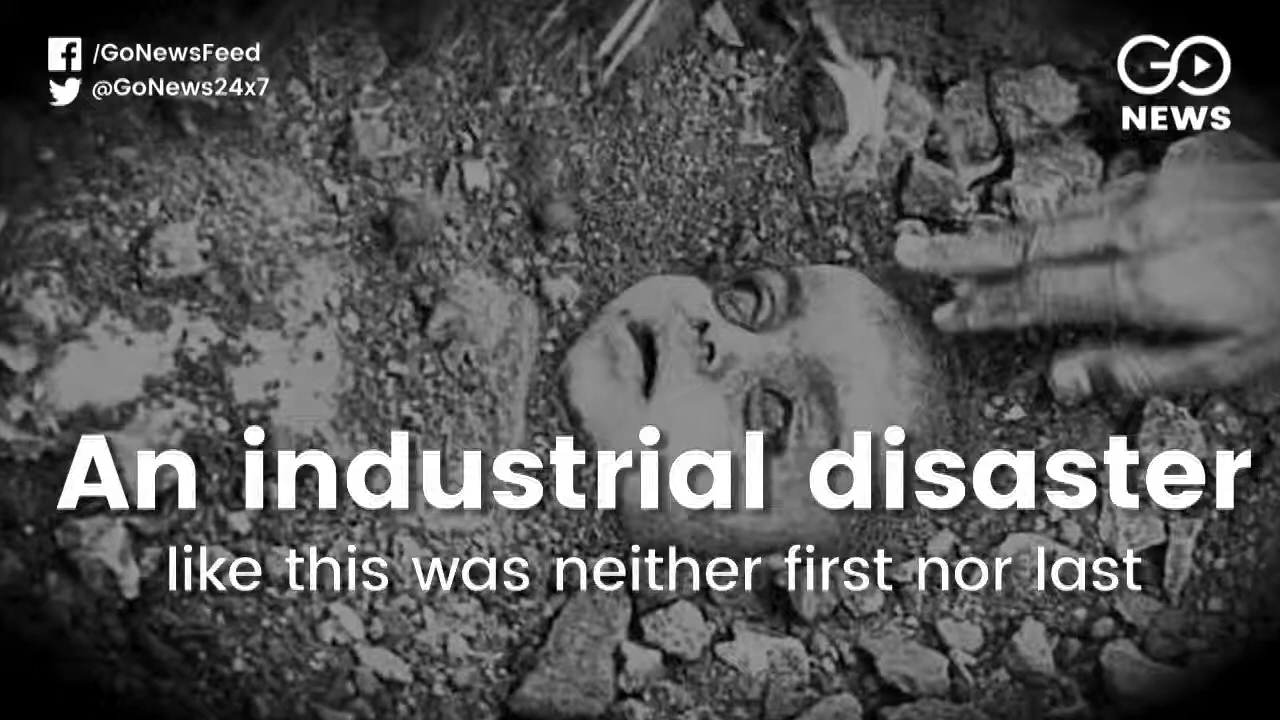 /GoNewsFeed
@GoNews24x7
GO
NEWS
An industrial disaster
like this was neither first nor last